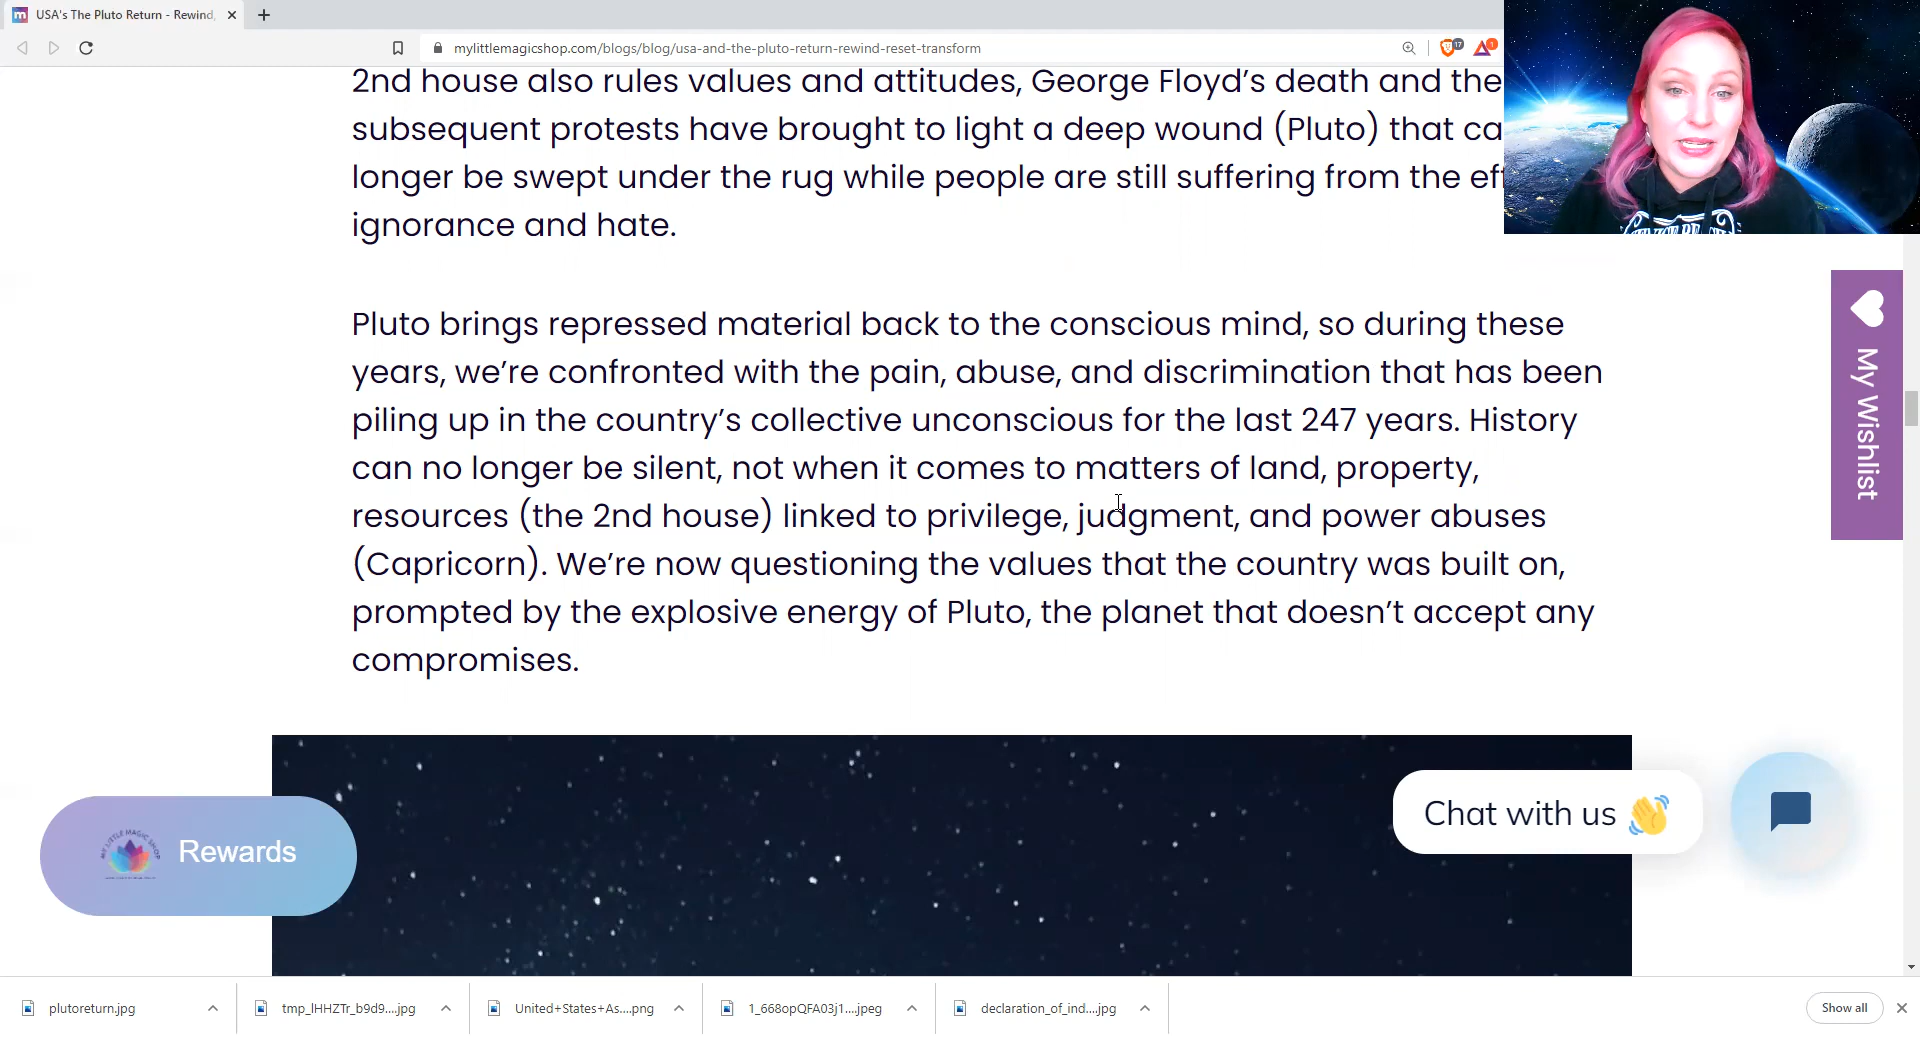 USA's The Pluto Return - Rewind,
mylittlemagicshop.com/blogs/blog/usa-and-the-pluto-return-rewind-reset-transform
17
1
2nd house also rules values and attitudes, George Floyd’s death and the
subsequent protests have brought to light a deep wound (Pluto) that ca
longer be swept under the rug while people are still suffering from the ef
ignorance and hate.
Pluto brings repressed material back to the conscious mind, so during these
years, we’re confronted with the pain, abuse, and discrimination that has been
piling up in the country’s collective unconscious for the last 247 years. History
can no longer be silent, not when it comes to matters of land, property,
resources (the 2nd house) linked to privilege, judgment, and power abuses
(Capricorn). We’re now questioning the values that the country was built on,
prompted by the explosive energy of Pluto, the planet that doesn’t accept any
compromises.
My Wishlist
MY LITTLE MAGIC SHOP
Rewards
Chat with us
plutoreturn.jpg
tmp_lHHZTr_b9d9....jpg
United+States+As....png
1_668opQFA03j1....jpeg
declaration_of_ind....jpg
Show all